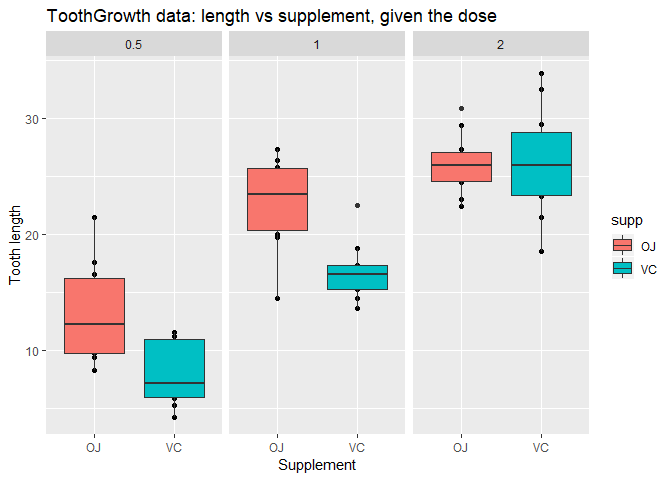 ToothGrowth data: length vs supplement, given the dose
0.5 1 2
30
20
10
Tooth length
OJ VC OJ VC OJ VC
Supplement
supp
OJ
VC